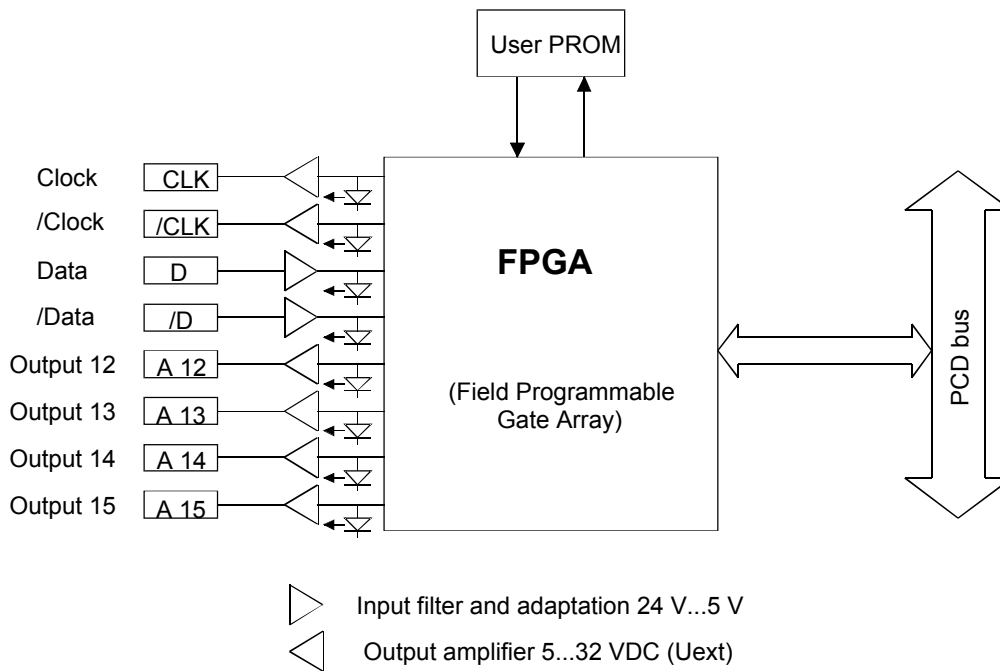 User PROM
Clock CLK
/Clock /CLK
Data D
/Data /D
Output 12 A 12
Output 13 A 13
Output 14 A 14
Output 15 A 15
FPGA
(Field Programmable
Gate Array)
PCD bus
Input filter and adaptation 24 V...5 V
Output amplifier 5...32 VDC (Uext)